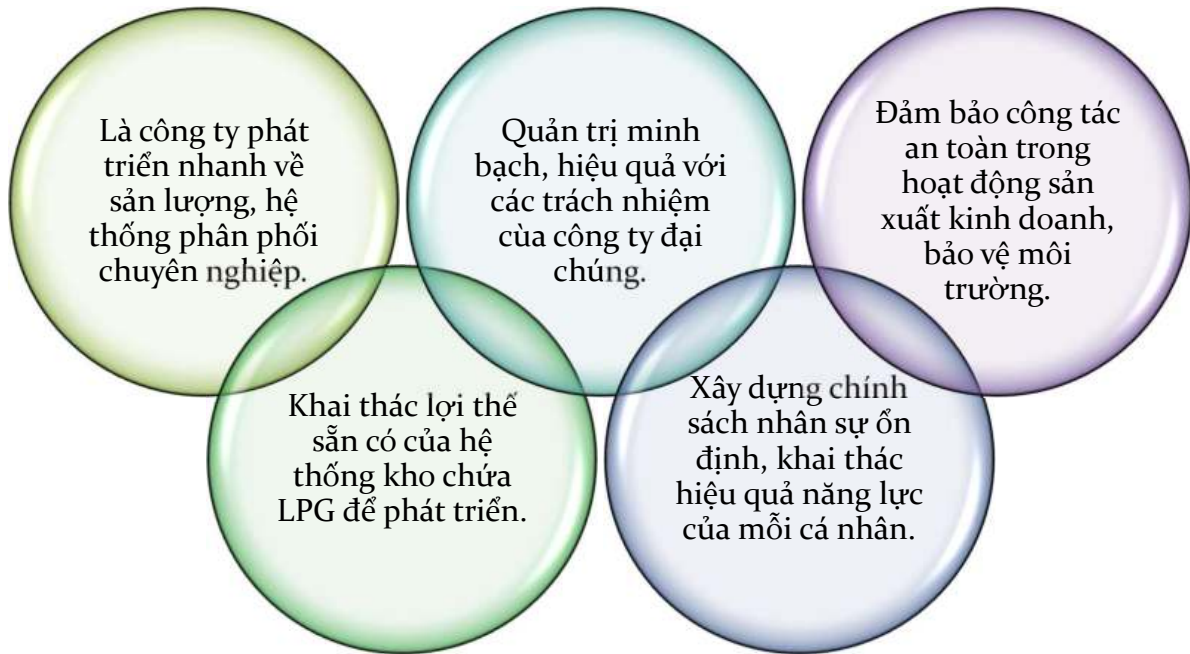 Là công ty phát
triển nhanh về
sản lượng, hệ
thống phân phối
chuyên nghiệp.
Khai thác lợi thế
sẵn có của hệ
thống kho chứa
LPG để phát triển.
Quản trị minh
bạch, hiệu quả với
các trách nhiệm
cùa công ty đại
chúng.
Xây dựng chính
sách nhân sự ổn
định, khai thác
hiệu quả năng lực
của mỗi cá nhân.
Đảm bảo công tác
an toàn trong
hoạt động sản
xuất kinh doanh,
bảo vệ môi
trường.